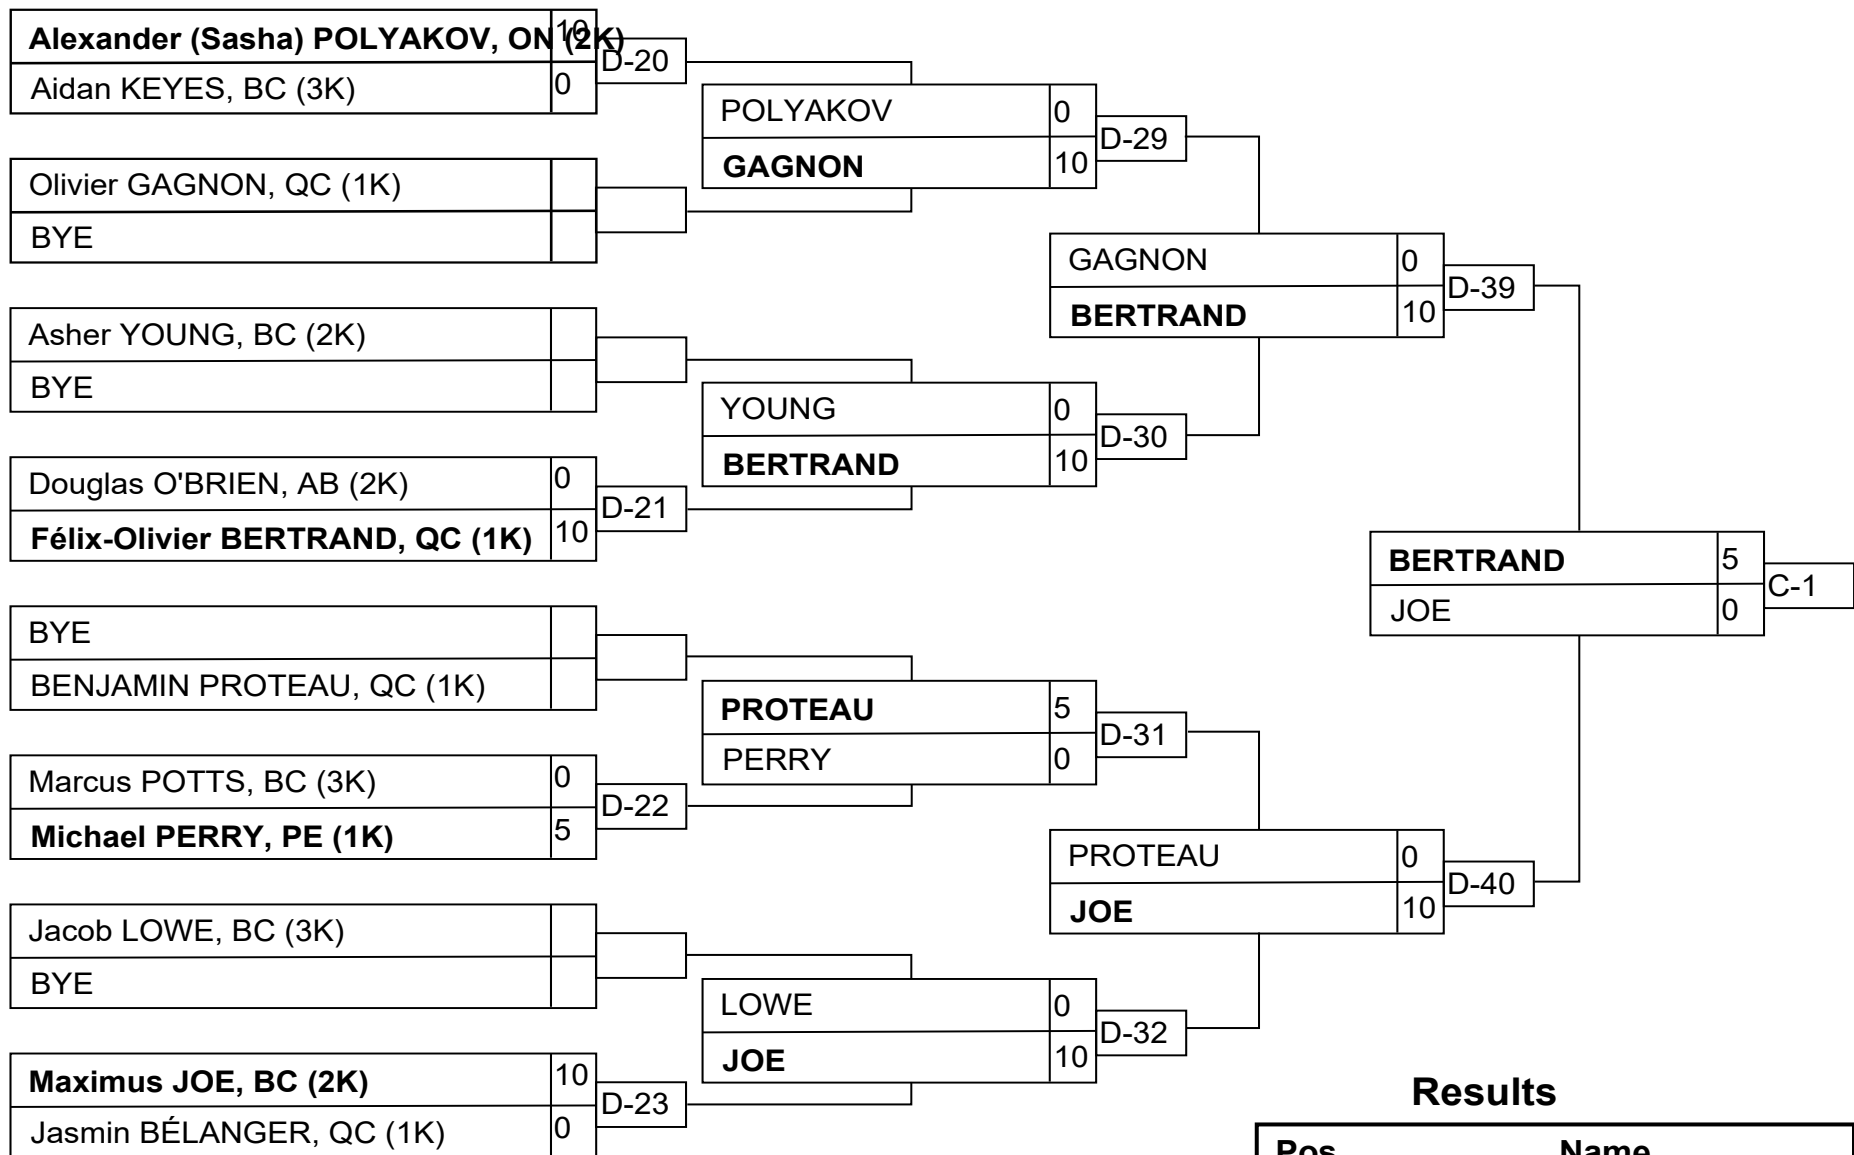 Alexander (Sasha) POLYAKOV, ON (2K) 10
D-20
Aidan KEYES, BC (3K) 0
POLYAKOV 0
D-29
GAGNON 10
Olivier GAGNON, QC (1K)
BYE
GAGNON 0
D-39
BERTRAND 10
Asher YOUNG, BC (2K)
BYE
YOUNG 0
D-30
BERTRAND 10
Douglas O'BRIEN, AB (2K) 0
D-21
Félix-Olivier BERTRAND, QC (1K) 10
BERTRAND 5
C-1
JOE 0
BYE
BENJAMIN PROTEAU, QC (1K)
PROTEAU 5
D-31
PERRY 0
Marcus POTTS, BC (3K) 0
D-22
Michael PERRY, PE (1K) 5
PROTEAU 0
D-40
JOE 10
Jacob LOWE, BC (3K)
BYE
LOWE 0
D-32
JOE 10
Maximus JOE, BC (2K) 10
D-23
Jasmin BÉLANGER, QC (1K) 0
Results
Pos Name